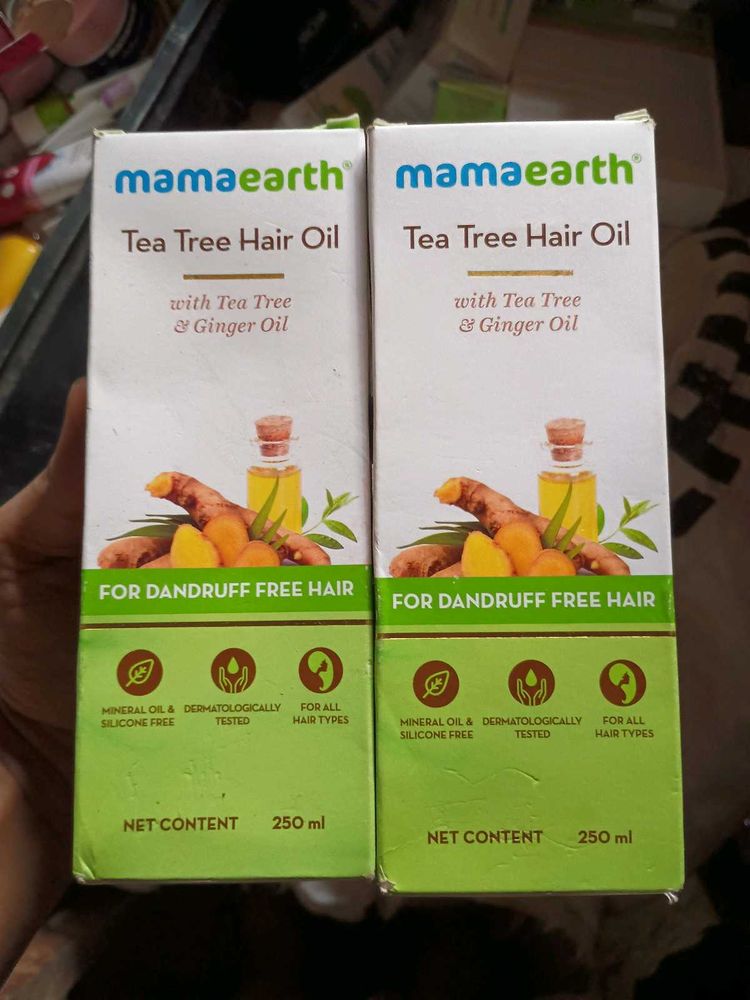 mamaearth®
Tea Tree Hair Oil
with Tea Tree
& Ginger Oil
FOR DANDRUFF FREE HAIR
MINERAL OIL &
SILICONE FREE
DERMATOLOGICALLY
TESTED
FOR ALL
HAIR TYPES
NET CONTENT 250 ml
mamaearth®
Tea Tree Hair Oil
with Tea Tree
& Ginger Oil
FOR DANDRUFF FREE HAIR
MINERAL OIL &
SILICONE FREE
DERMATOLOGICALLY
TESTED
FOR ALL
HAIR TYPES
NET CONTENT 250 ml